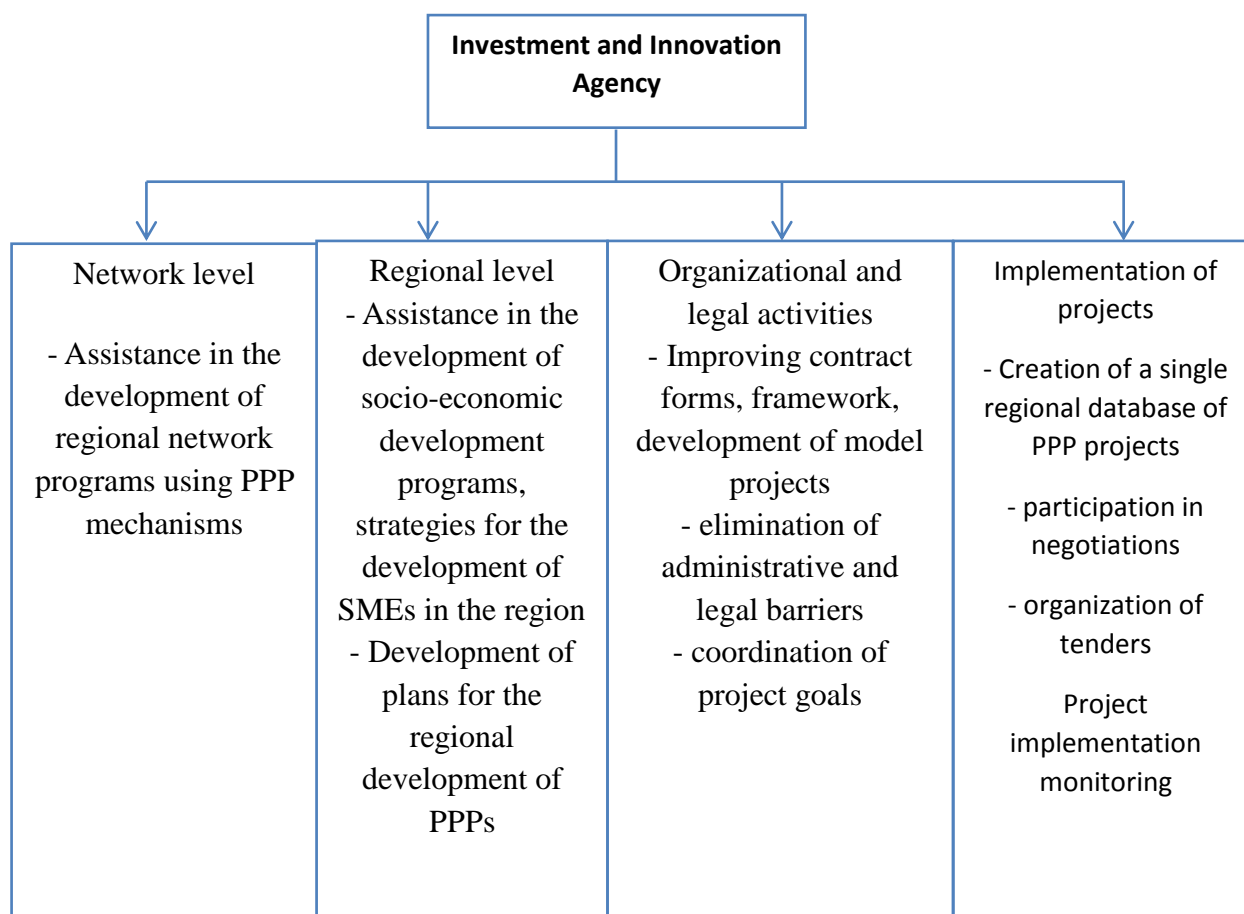 Investment and Innovation
Agency
Network level
- Assistance in the
development of
regional network
programs using PPP
mechanisms
Regional level
- Assistance in the
development of
socio-economic
development
programs,
strategies for the
development of
SMEs in the region
- Development of
plans for the
regional
development of
PPPs
Organizational and
legal activities
- Improving contract
forms, framework,
development of model
projects
- elimination of
administrative and
legal barriers
- coordination of
project goals
Implementation of
projects
- Creation of a single
regional database of
PPP projects
- participation in
negotiations
- organization of
tenders
Project
implementation
monitoring